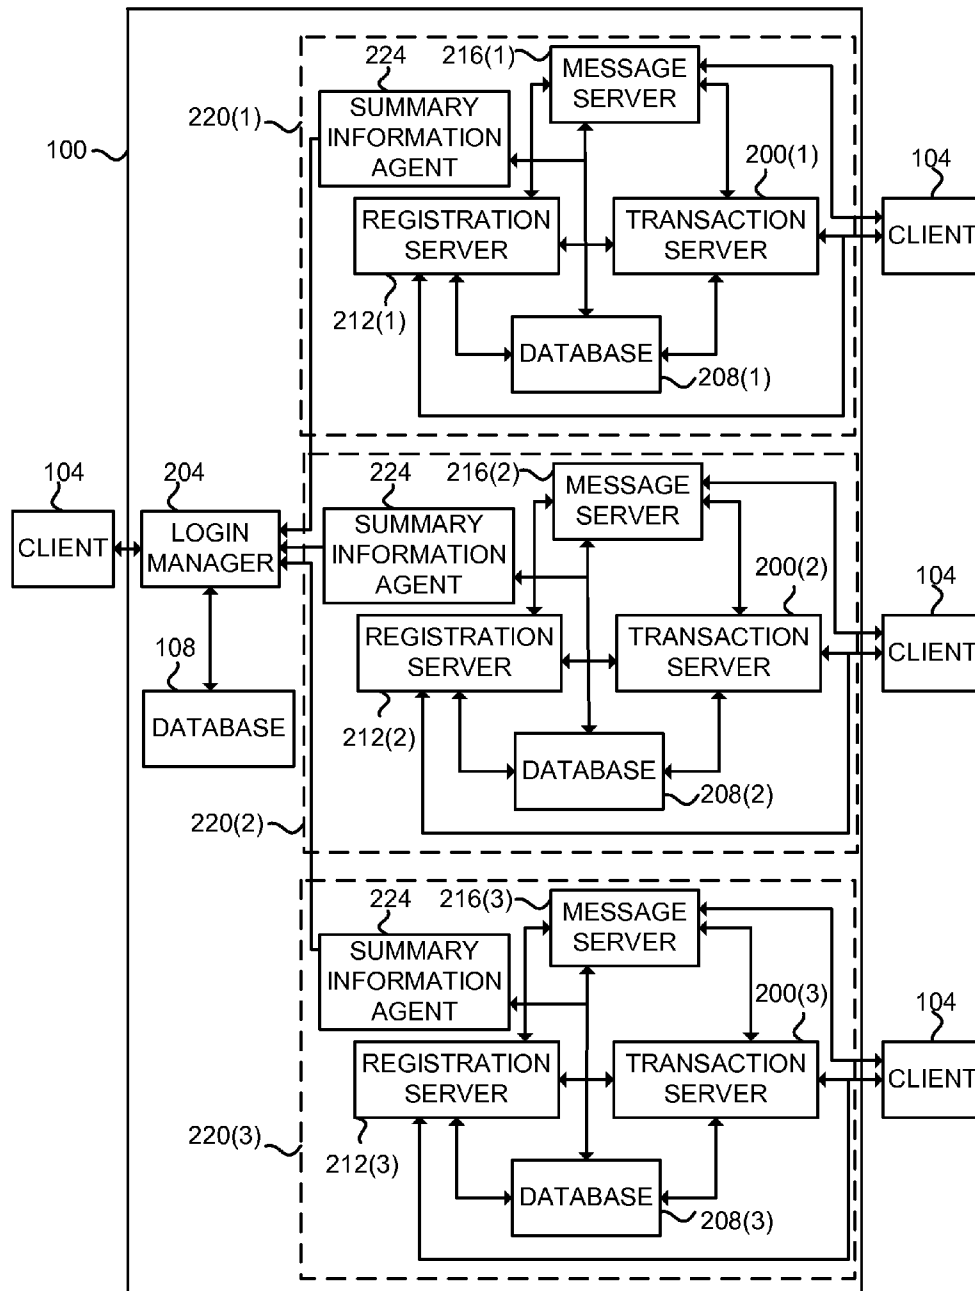 216(1)
MESSAGE
SERVER
224
SUMMARY
INFORMATION
AGENT
220(1)
100
200(1)
104
REGISTRATION
SERVER
TRANSACTION
SERVER
CLIENT
212(1)
DATABASE
208(1)
104
204
CLIENT
LOGIN
MANAGER
108
DATABASE
216(2)
MESSAGE
SERVER
224
SUMMARY
INFORMATION
AGENT
200(2)
104
REGISTRATION
SERVER
TRANSACTION
SERVER
CLIENT
212(2)
DATABASE
208(2)
220(2)
216(3)
MESSAGE
SERVER
224
SUMMARY
INFORMATION
AGENT
200(3)
104
REGISTRATION
SERVER
TRANSACTION
SERVER
CLIENT
220(3)
212(3)
DATABASE
208(3)